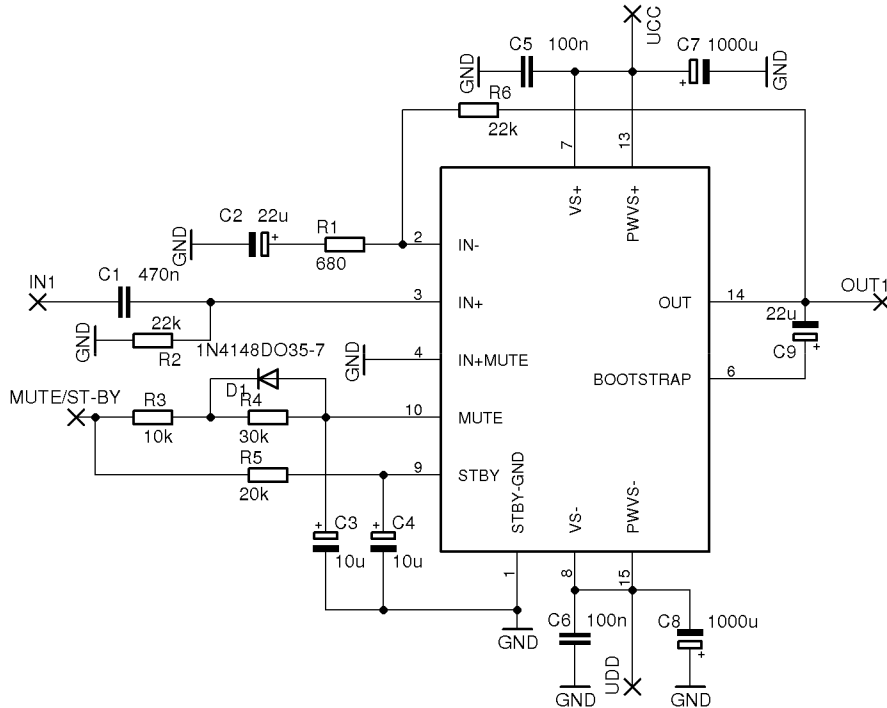 UCC
C5 100n
C7 1000u
GND
GND
R6
22k
7
13
VS+
PWVS+
C2 22u
+
R1
680
GND
2
IN-
IN1
C1 470n
3
IN+
OUT
14
OUT1
22k
R2
GND
1N4148DO35-7
D1
GND
4
IN+MUTE
22u
C9
+
BOOTSTRAP
6
MUTE/ST-BY
R3
10k
R4
30k
10
MUTE
R5
20k
9
STBY
STBY-GND
VS-
PWVS-
+
C3
10u
+
C4
10u
1
8
15
GND
C6 100n
C8 1000u
+
+
GND
UDD
GND